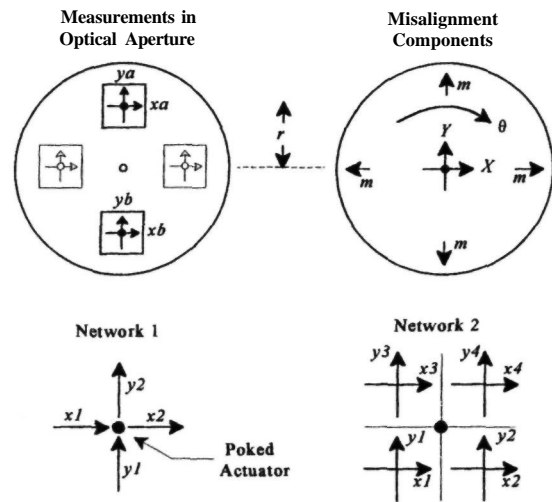 Measurements in
Optical Aperture
Misalignment
Components
ya
xa
yb
xb
r
m
θ
Y
X
m
m
m
Network 1
y2
x1
x2
y1
Poked
Actuator
Network 2
y3
x3
y4
x4
y1
x1
y2
x2